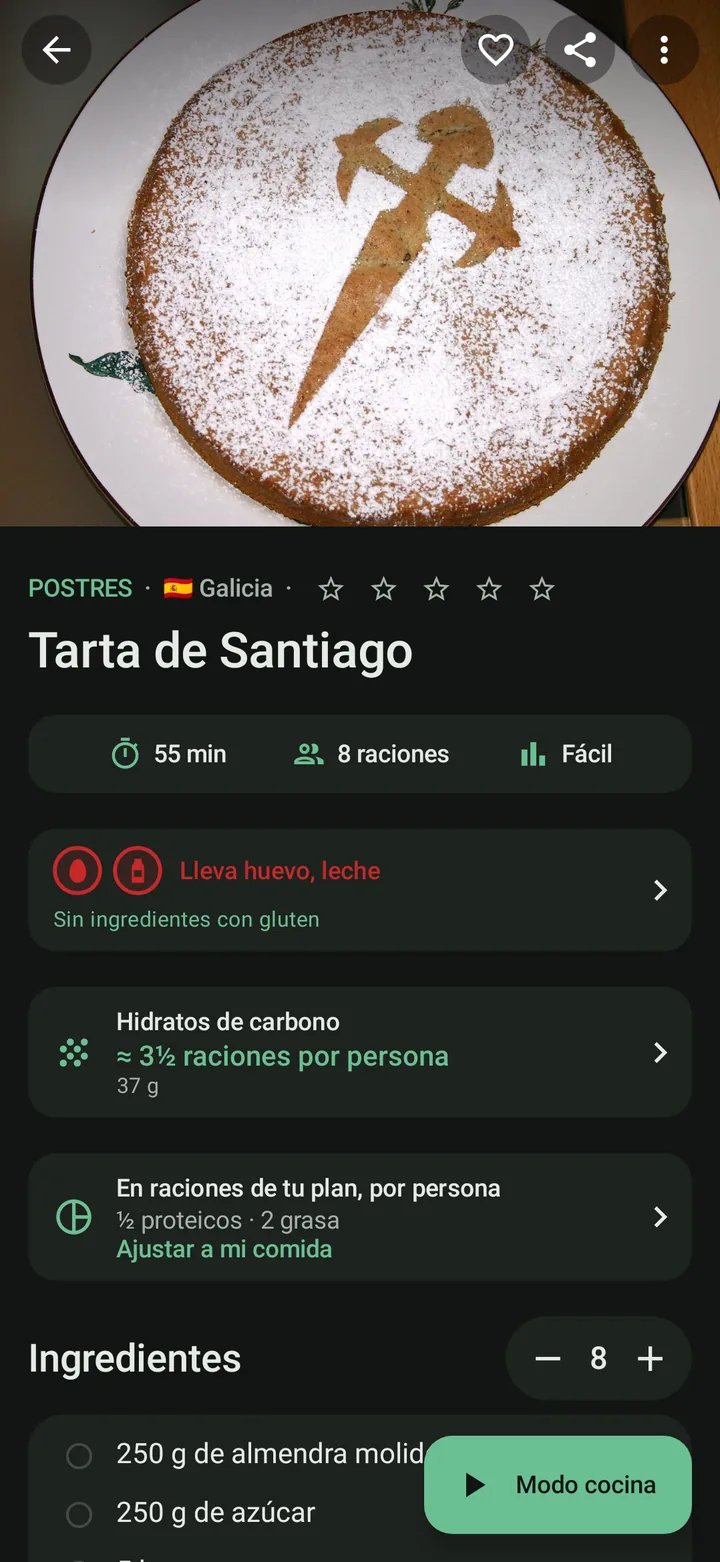 POSTRES · 🇪🇸 Galicia ·
Tarta de Santiago
55 min
8 raciones
Fácil
Lleva huevo, leche
Sin ingredientes con gluten
Hidratos de carbono
≈ 3½ raciones por persona
37 g
En raciones de tu plan, por persona
½ proteicos · 2 grasa
Ajustar a mi comida
Ingredientes
8
250 g de almendra
250 g de azúcar
Modo cocina